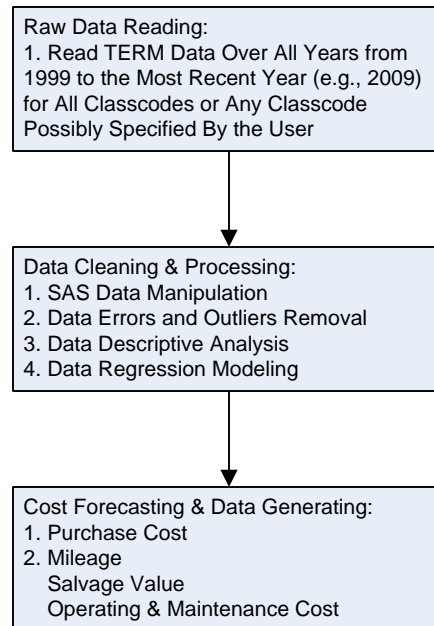 Raw Data Reading:
1. Read TERM Data Over All Years from
1999 to the Most Recent Year (e.g., 2009)
for All Classcodes or Any Classcode
Possibly Specified By the User
Data Cleaning & Processing:
1. SAS Data Manipulation
2. Data Errors and Outliers Removal
3. Data Descriptive Analysis
4. Data Regression Modeling
Cost Forecasting & Data Generating:
1. Purchase Cost
2. Mileage
Salvage Value
Operating & Maintenance Cost